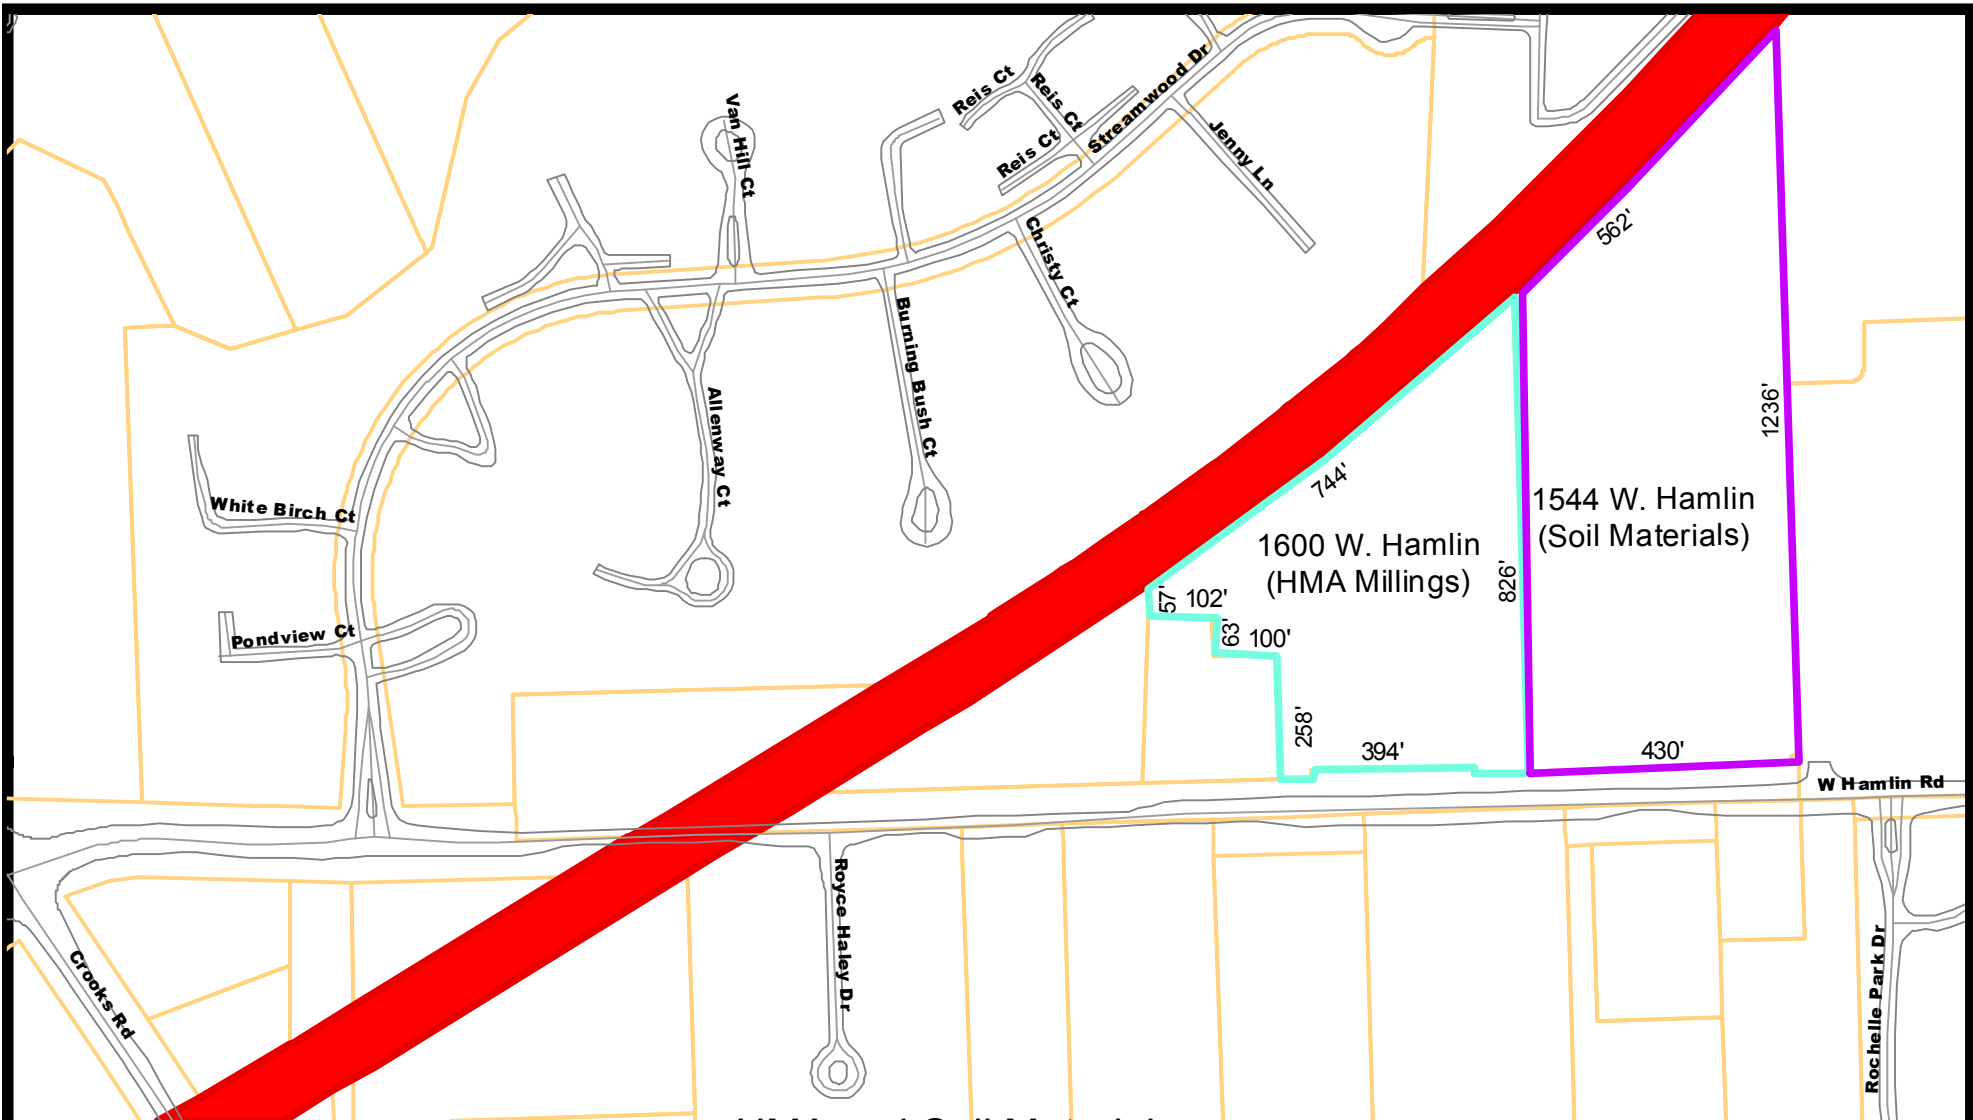 Reis Ct
Reis Ct
Reis Ct
Streamwood Dr
Jenny Ln
Van Hill Ct
Christy Ct
Burning Bush Ct
Allenway Ct
White Birch Ct
Pondview Ct
562'
1236'
744'
1544 W. Hamlin
(Soil Materials)
1600 W. Hamlin
(HMA Millings)
826'
57'
102'
63'
100'
258'
394'
430'
W Hamlin Rd
Royce Haley Dr
Crooks Rd
Rochelle Park Dr